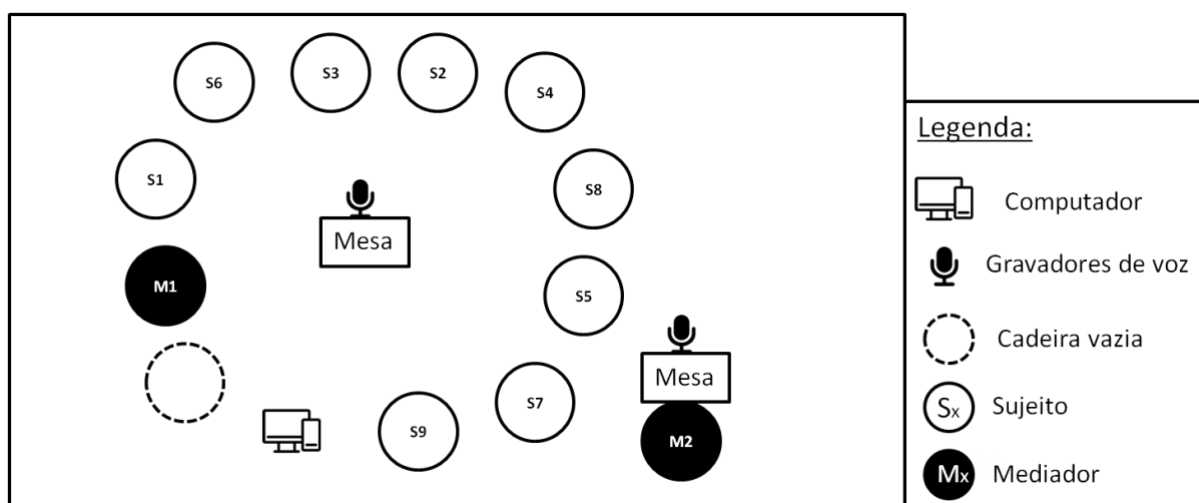 S6
S3
S2
S4
S1
S8
Mesa
M1
S5
Mesa
S7
S9
M2
Legenda:
Computador
Gravadores de voz
Cadeira vazia
Sx Sujeito
Mx Mediador